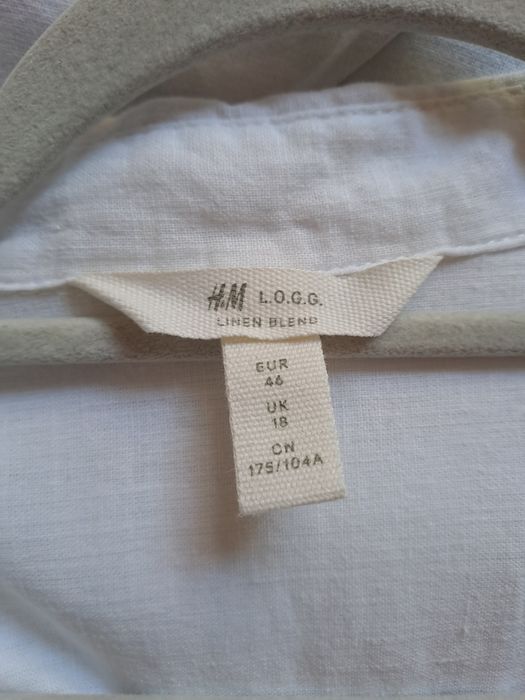 H&M L.O.G.G.
LINEN BLEND
EUR
46
UK
18
CN
175/104A